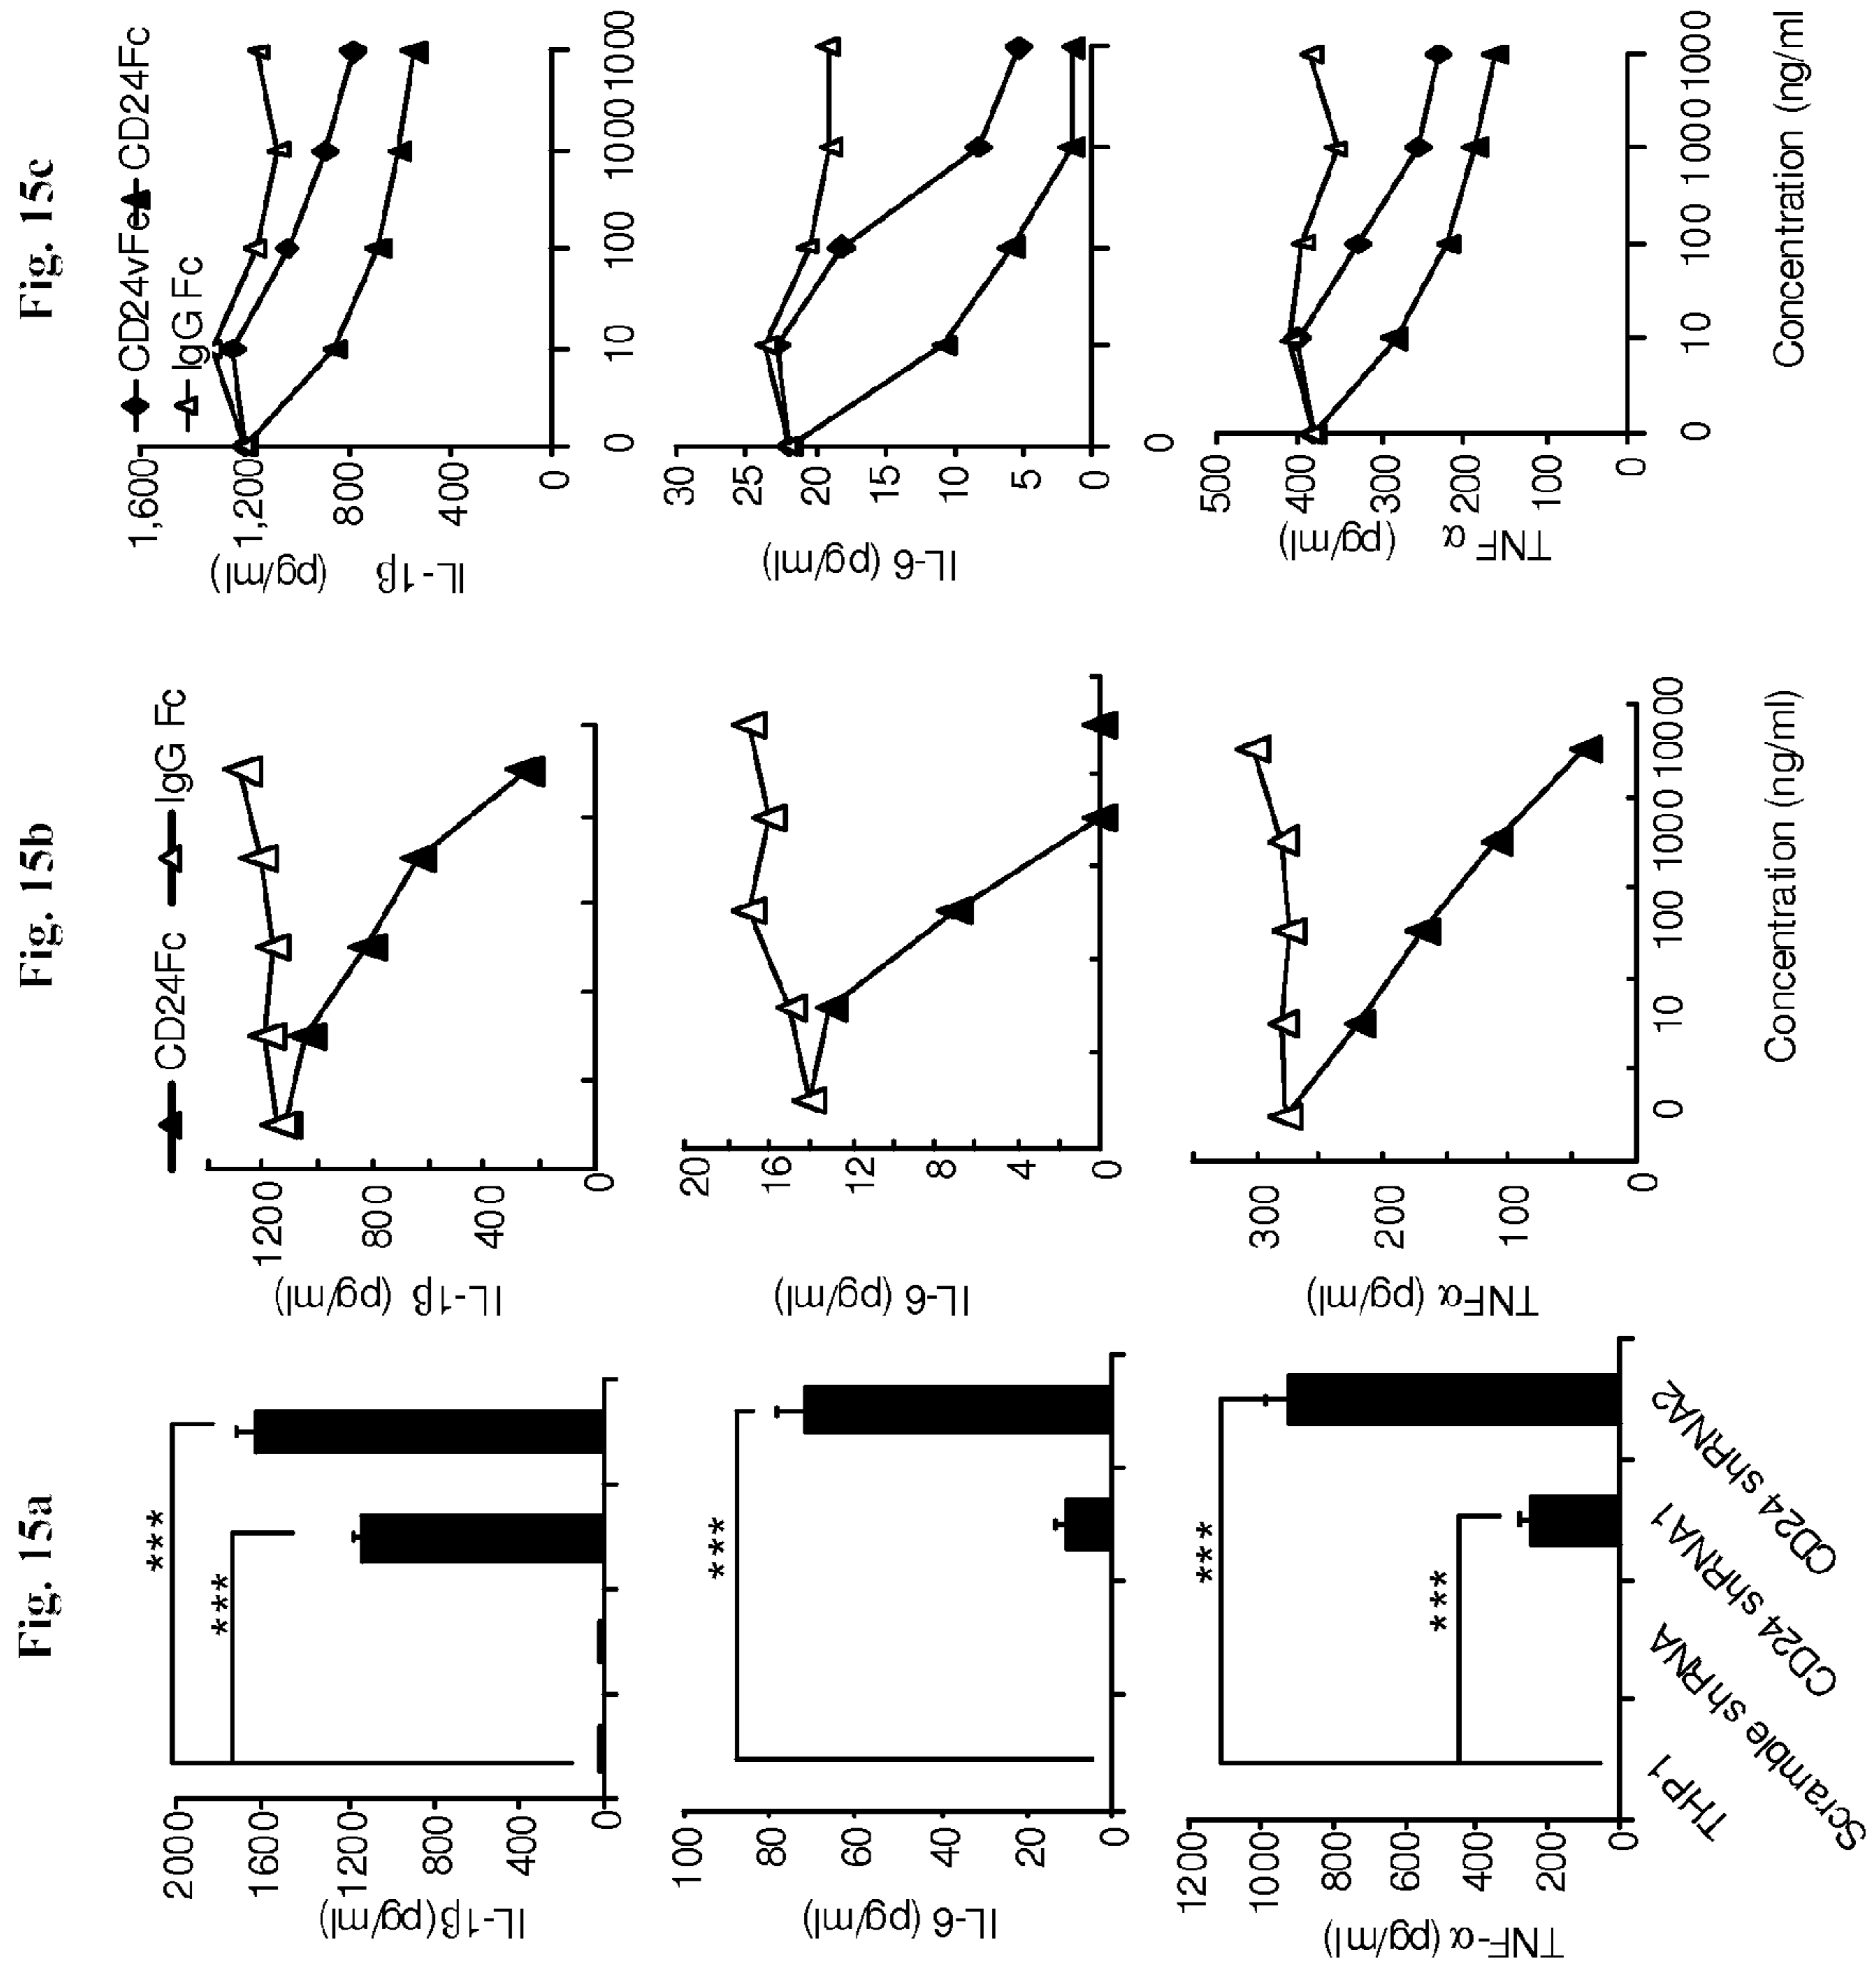 Fig. 15a
IL-1β (pg/ml)
2000
1600
1200
800
400
0
***
***
IL-6 (pg/ml)
100
80
60
40
20
0
***
TNF-α (pg/ml)
12000
10000
8000
6000
4000
2000
0
***
***
THP1
Scramble shRNA
CD24 shRNA1
CD24 shRNA2
Fig. 15b
CD24Fc IgG Fc
IL-1β (pg/ml)
1200
800
400
0
IL-6 (pg/ml)
20
16
12
8
4
0
TNFα (pg/ml)
300
200
100
0
0 10 100 1000 10000
Concentration (ng/ml)
Fig. 15c
CD24vFc CD24Fc
IgG Fc
IL-1β
(pg/ml)
1,600
1,200
800
400
0
0 10 100 1000 1000
IL-6 (pg/ml)
30
25
20
15
10
5
0
0
TNF α
(pg/ml)
500
400
300
200
100
0
0 10 100 1000 1000
Concentration (ng/ml